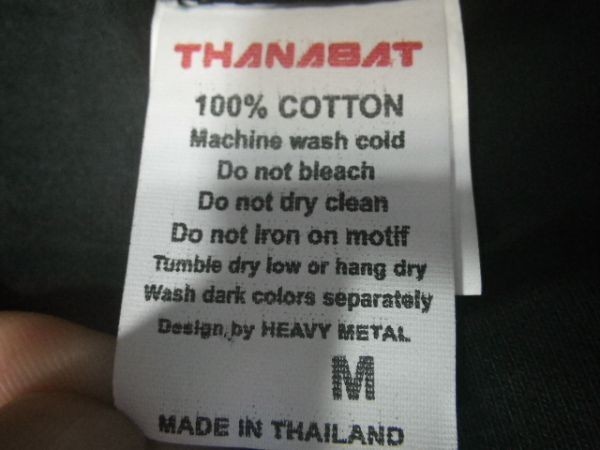 THANABAT
100% COTTON
Machine wash cold
Do not bleach
Do not dry clean
Do not iron on motif
Tumble dry low or hang dry
Wash dark colors separately
Design by HEAVY METAL
M
MADE IN THAILAND